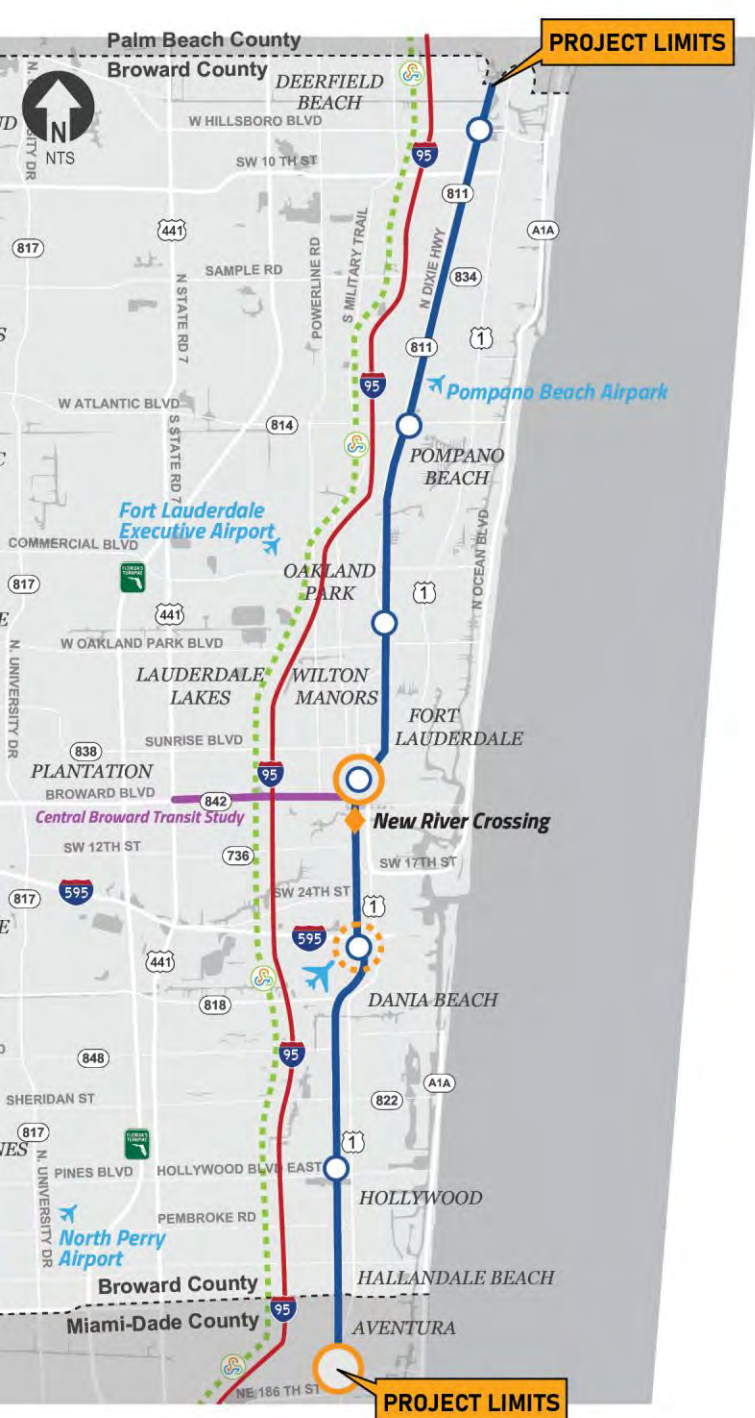 PROJECT LIMITS
Palm Beach County
Broward County
DEERFIELD
BEACH
N
NTS
W HILLSBORO BLVD
95
SW 10 TH ST
811
441
817
A1A
SAMPLE RD
834
N STATE RD 7
POWERLINE RD
S MILITARY TRAIL
N DIXIE HWY
1
811
95
Pompano Beach Airpark
W ATLANTIC BLVD
814
S STATE RD 7
POMPANO
BEACH
Fort Lauderdale
Executive Airport
COMMERCIAL BLVD
N OCEAN BLVD
817
OAKLAND
PARK
1
441
W OAKLAND PARK BLVD
N. UNIVERSITY DR
LAUDERDALE
LAKES
WILTON
MANORS
FORT
LAUDERDALE
838
SUNRISE BLVD
PLANTATION
95
BROWARD BLVD
842
Central Broward Transit Study
New River Crossing
SW 12TH ST
736
SW 17TH ST
595
817
SW 24TH ST
1
595
441
818
DANIA BEACH
848
95
A1A
SHERIDAN ST
822
817
1
N. UNIVERSITY DR
PINES BLVD
HOLLYWOOD BLVD EAST
HOLLYWOOD
PEMBROKE RD
North Perry
Airport
Broward County
HALLANDALE BEACH
95
Miami-Dade County
AVENTURA
NE 186 TH ST
PROJECT LIMITS